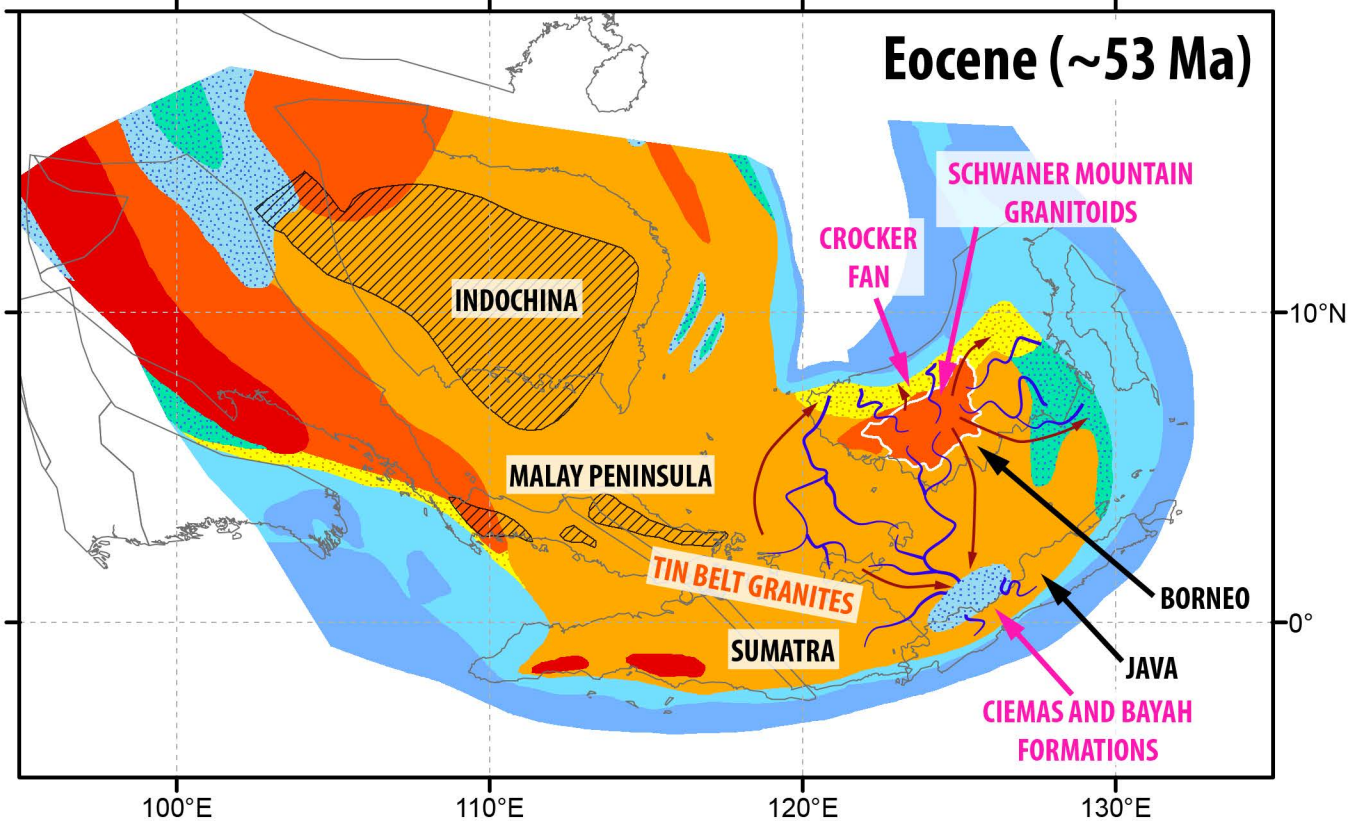 Eocene (~53 Ma)
SCHWANER MOUNTAIN
GRANITOIDS
CROCKER
FAN
INDOCHINA
10°N
MALAY PENINSULA
TIN BELT GRANITES
BORNEO
0°
SUMATRA
JAVA
CIEMAS AND BAYAH
FORMATIONS
100°E
110°E
120°E
130°E